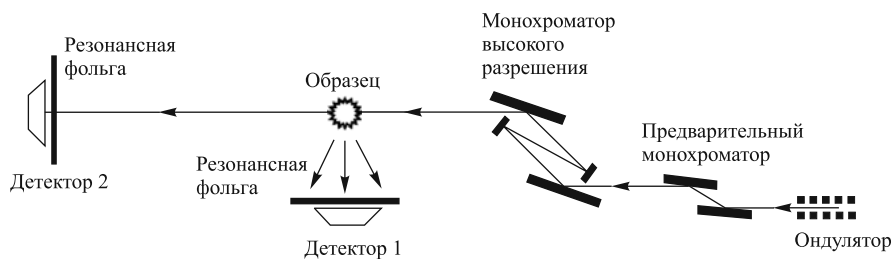 Резонансная
фольга
Детектор 2
Образец
Резонансная
фольга
Детектор 1
Монохроматор
высокого
разрешения
Предварительный
монохроматор
Ондулятор